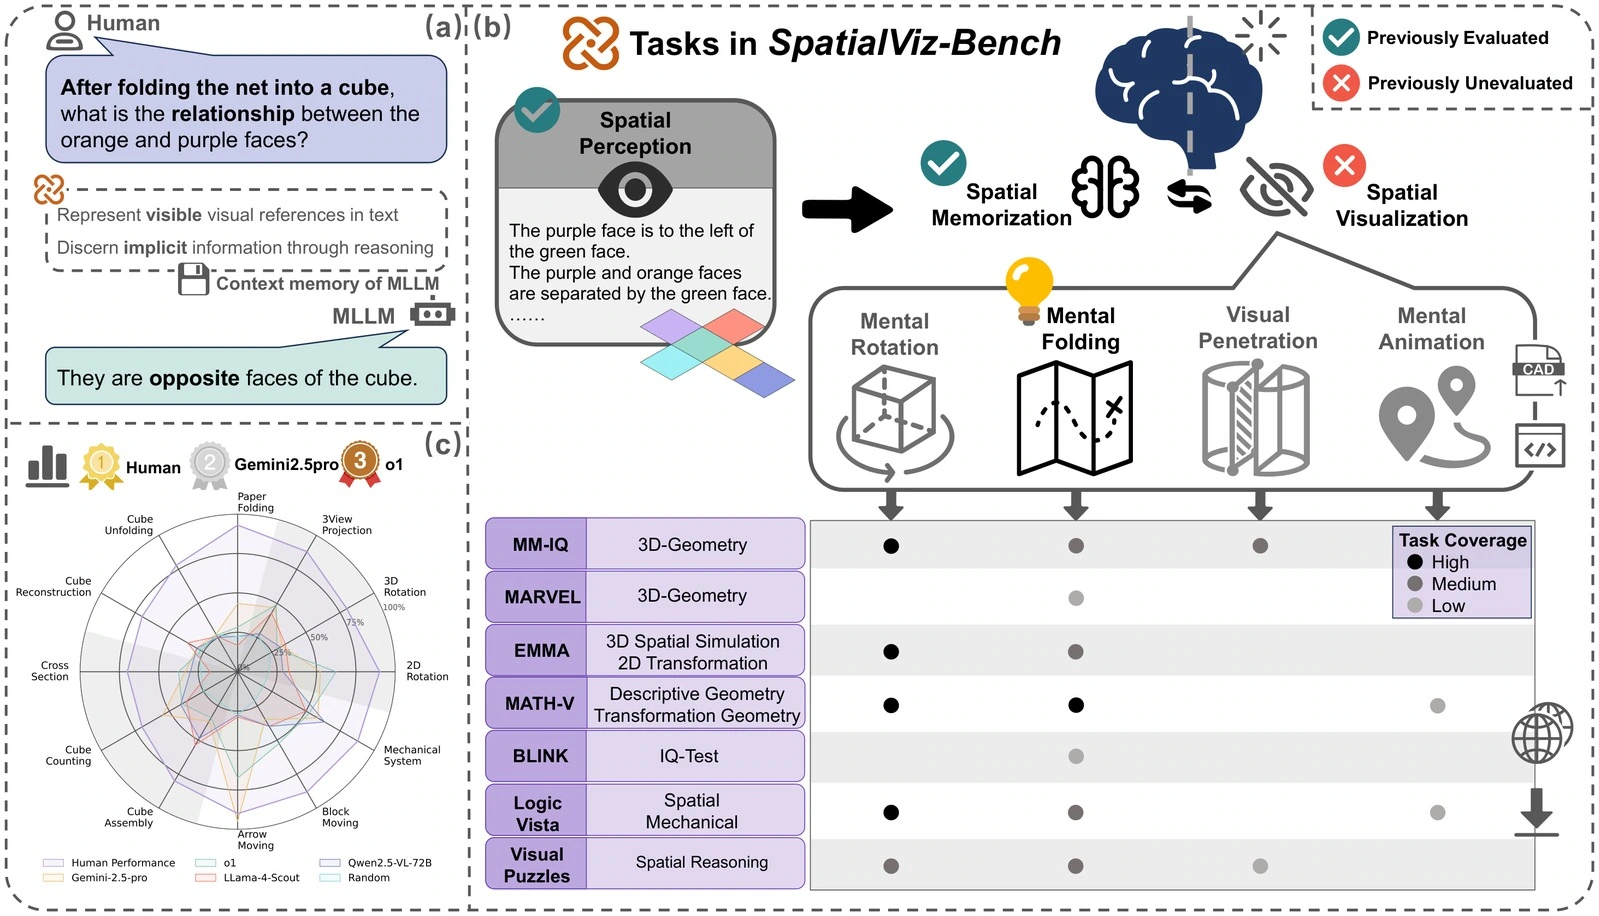 Human
(a)
After folding the net into a cube,
what is the relationship between the
orange and purple faces?
Represent visible visual references in text
Discern implicit information through reasoning
Context memory of MLLM
MLLM
They are opposite faces of the cube.
(c)
1
Human
2
Gemini2.5pro
3
o1
Paper
Folding
3View
Projection
3D
Rotation
2D
Rotation
Mechanical
System
Block
Moving
Arrow
Moving
Cube
Assembly
Cube
Counting
Cross
Section
Cube
Reconstruction
Cube
Unfolding
0%
25%
50%
75%
100%
Human Performance
Gemini-2.5-pro
o1
LLama-4-Scout
Qwen2.5-VL-72B
Random
(b)
Tasks in SpatialViz-Bench
Previously Evaluated
Previously Unevaluated
Spatial
Perception
The purple face is to the left of
the green face.
The purple and orange faces
are separated by the green face.
......
Spatial
Memorization
Spatial
Visualization
Mental
Rotation
Mental
Folding
Visual
Penetration
Mental
Animation
CAD
</>
Task Coverage
High
Medium
Low
MM-IQ
3D-Geometry
MARVEL
3D-Geometry
EMMA
3D Spatial Simulation
2D Transformation
MATH-V
Descriptive Geometry
Transformation Geometry
BLINK
IQ-Test
Logic
Vista
Spatial
Mechanical
Visual
Puzzles
Spatial Reasoning